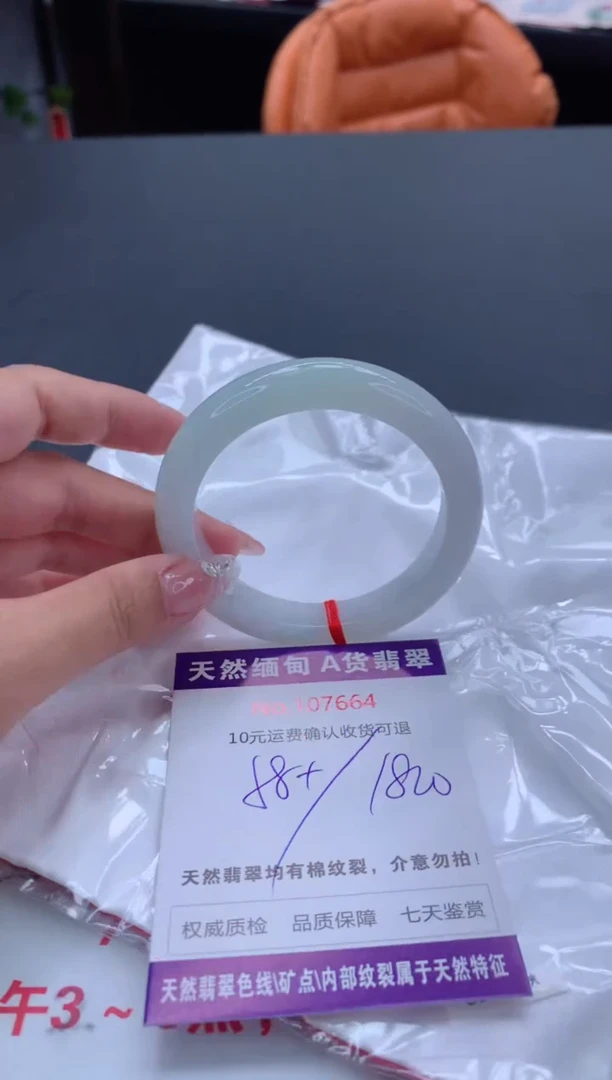 天然缅甸 A货翡翠
No.107664
10元运费确认收货可退
58+/1820
天然翡翠均有棉纹裂，介意勿拍！
权威质检 品质保障 七天鉴赏
天然翡翠色线\矿点\内部纹裂属于天然特征
午3～